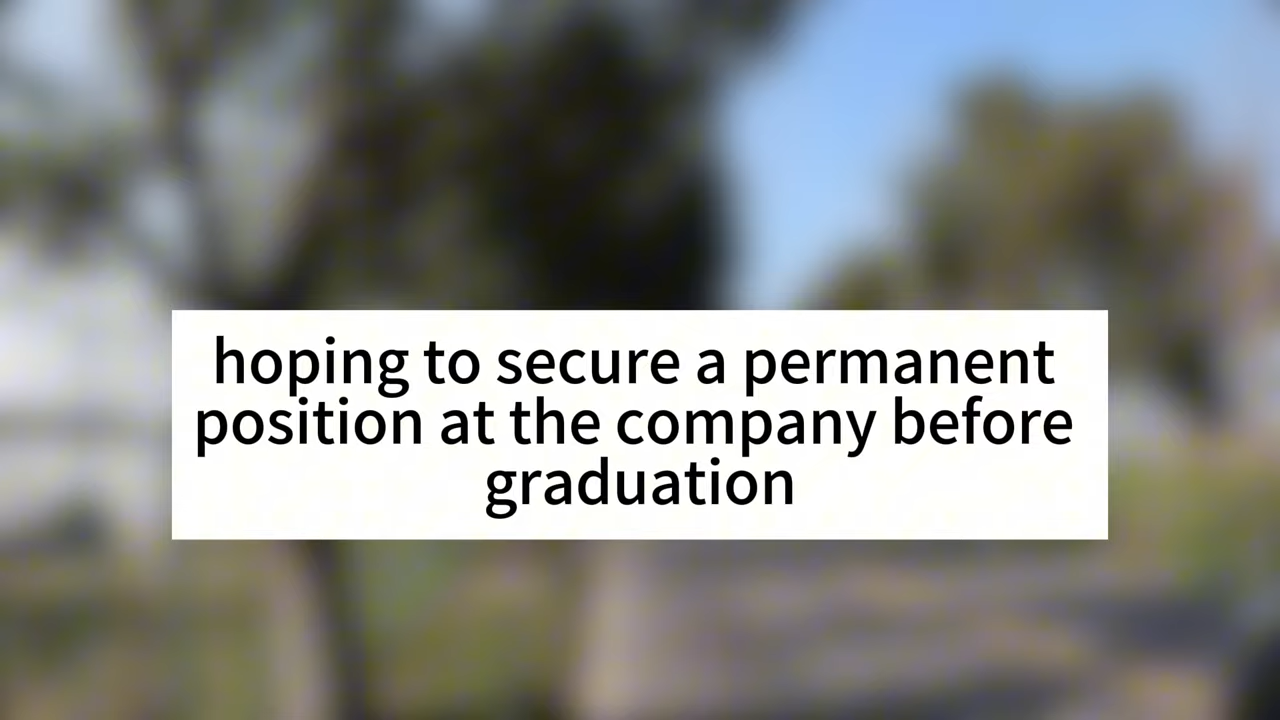 hoping to secure a permanent
position at the company before
graduation